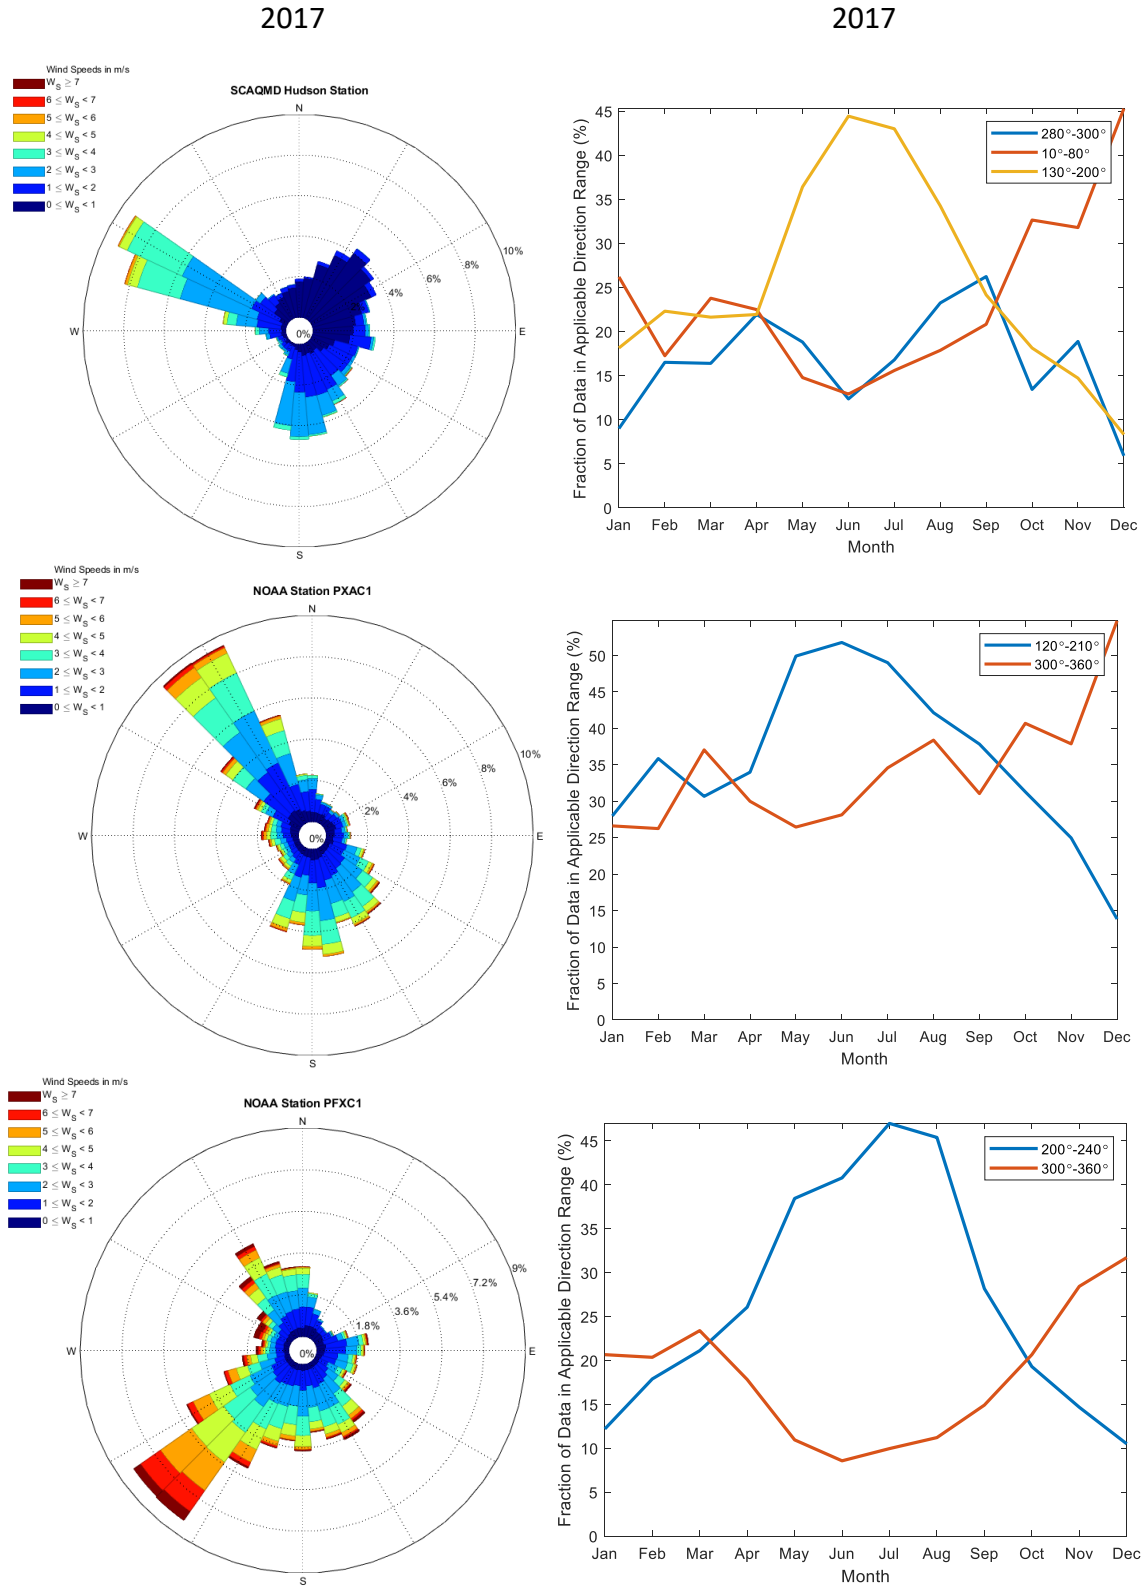 2017
2017
Wind Speeds in m/s
W_S ≥ 7
6 ≤ W_S < 7
5 ≤ W_S < 6
4 ≤ W_S < 5
3 ≤ W_S < 4
2 ≤ W_S < 3
1 ≤ W_S < 2
0 ≤ W_S < 1
SCAQMD Hudson Station
N
10%
8%
6%
4%
W
0%
E
S
Fraction of Data in Applicable Direction Range (%)
45
40
35
30
25
20
15
10
5
0
280°-300°
10°-80°
130°-200°
Jan Feb Mar Apr May Jun Jul Aug Sep Oct Nov Dec
Month
Wind Speeds in m/s
W_S ≥ 7
6 ≤ W_S < 7
5 ≤ W_S < 6
4 ≤ W_S < 5
3 ≤ W_S < 4
2 ≤ W_S < 3
1 ≤ W_S < 2
0 ≤ W_S < 1
NOAA Station PXAC1
N
10%
8%
6%
4%
2%
W
0%
E
S
Fraction of Data in Applicable Direction Range (%)
50
45
40
35
30
25
20
15
10
5
0
120°-210°
300°-360°
Jan Feb Mar Apr May Jun Jul Aug Sep Oct Nov Dec
Month
Wind Speeds in m/s
W_S ≥ 7
6 ≤ W_S < 7
5 ≤ W_S < 6
4 ≤ W_S < 5
3 ≤ W_S < 4
2 ≤ W_S < 3
1 ≤ W_S < 2
0 ≤ W_S < 1
NOAA Station PFXC1
N
9%
7.2%
5.4%
3.6%
1.8%
W
0%
E
S
Fraction of Data in Applicable Direction Range (%)
45
40
35
30
25
20
15
10
5
0
200°-240°
300°-360°
Jan Feb Mar Apr May Jun Jul Aug Sep Oct Nov Dec
Month